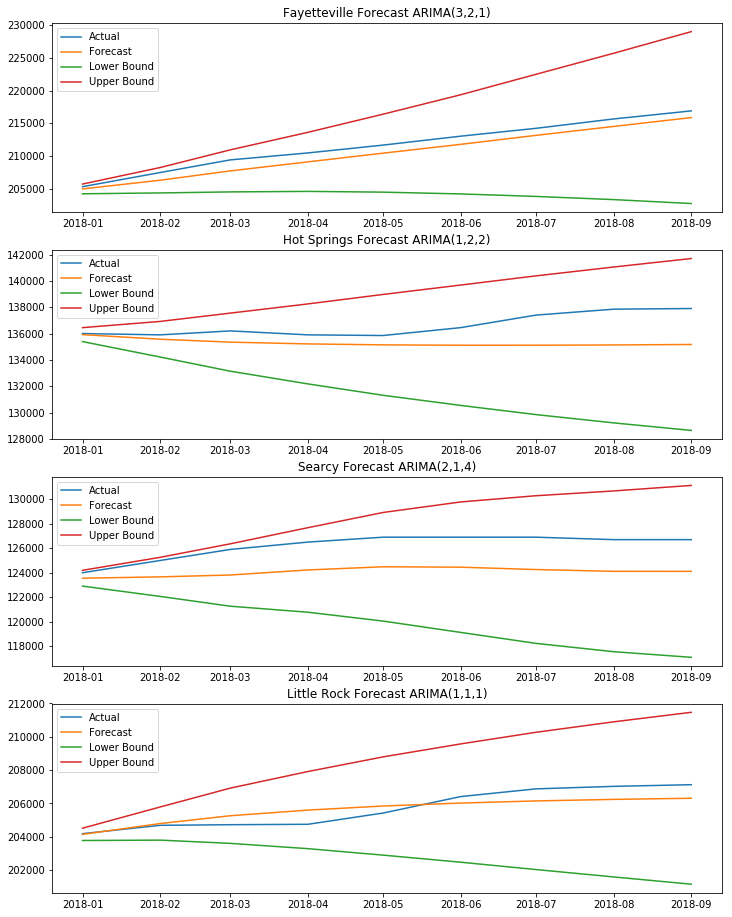 Fayetteville Forecast ARIMA(3,2,1)
230000
225000
220000
215000
210000
205000
Actual
Forecast
Lower Bound
Upper Bound
2018-01 2018-02 2018-03 2018-04 2018-05 2018-06 2018-07 2018-08 2018-09
Hot Springs Forecast ARIMA(1,2,2)
142000
140000
138000
136000
134000
132000
130000
128000
Actual
Forecast
Lower Bound
Upper Bound
2018-01 2018-02 2018-03 2018-04 2018-05 2018-06 2018-07 2018-08 2018-09
Searcy Forecast ARIMA(2,1,4)
130000
128000
126000
124000
122000
120000
118000
Actual
Forecast
Lower Bound
Upper Bound
2018-01 2018-02 2018-03 2018-04 2018-05 2018-06 2018-07 2018-08 2018-09
Little Rock Forecast ARIMA(1,1,1)
212000
210000
208000
206000
204000
202000
Actual
Forecast
Lower Bound
Upper Bound
2018-01 2018-02 2018-03 2018-04 2018-05 2018-06 2018-07 2018-08 2018-09